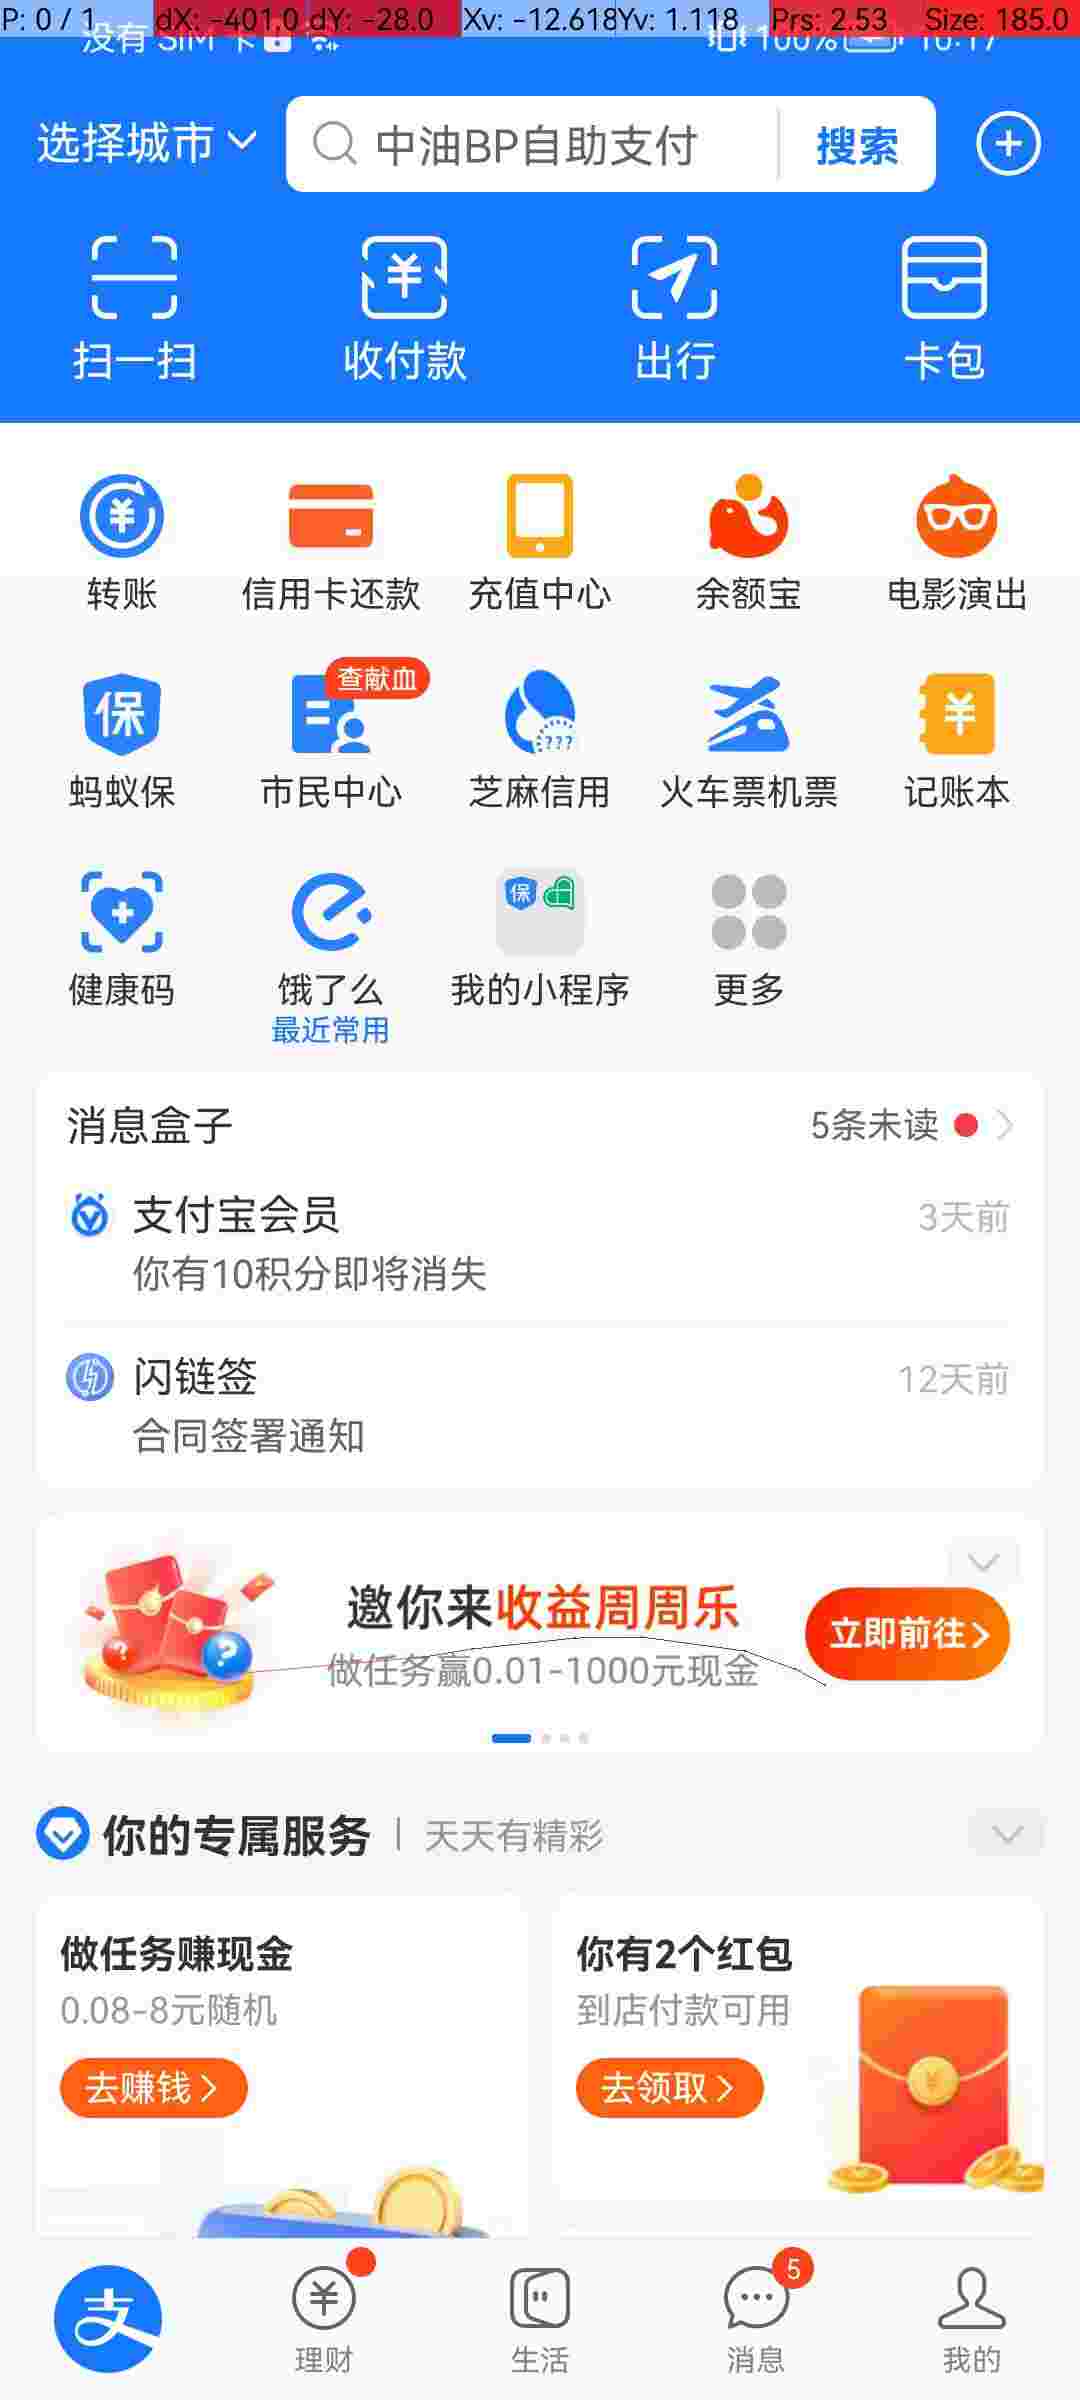 P: 0 / 1 dX: -401.0 dY: -28.0 Xv: -12.618 Yv: 1.118 Prs: 2.53 Size: 185.0
没有 SIM 卡 100% 16:17
选择城市 中油BP自助支付 搜索
扫一扫 收付款 出行 卡包
转账 信用卡还款 充值中心 余额宝 电影演出
保 查献血 ???
蚂蚁保 市民中心 芝麻信用 火车票机票 记账本
保
健康码 饿了么 我的小程序 更多
最近常用
消息盒子 5条未读
支付宝会员 3天前
你有10积分即将消失
闪链签 12天前
合同签署通知
邀你来收益周周乐
立即前往
做任务赢0.01-1000元现金
你的专属服务 天天有精彩
做任务赚现金 你有2个红包
0.08-8元随机 到店付款可用
去赚钱 去领取
支 5
理财 生活 消息 我的